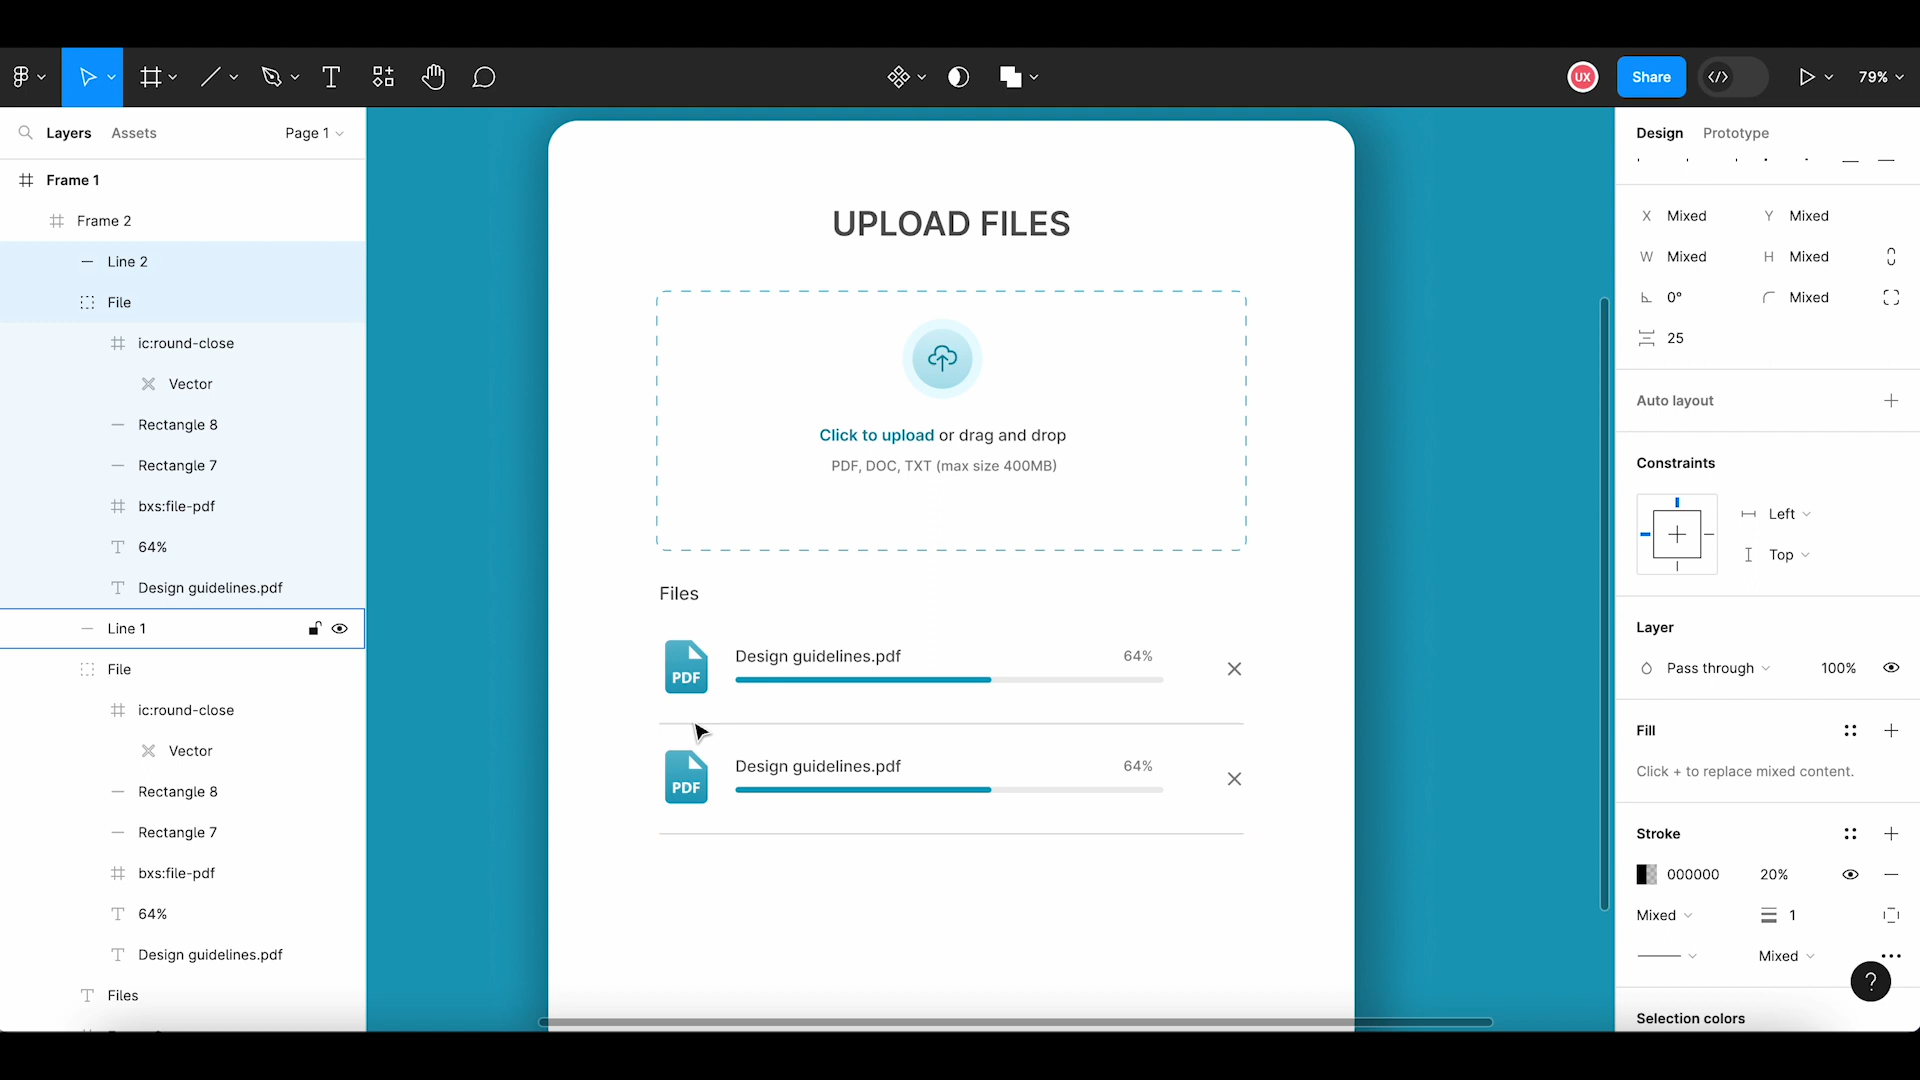 UX
Share
79%
Layers
Assets
Page 1
Frame 1
Frame 2
Line 2
File
ic:round-close
Vector
Rectangle 8
Rectangle 7
bxs:file-pdf
64%
Design guidelines.pdf
Line 1
File
ic:round-close
Vector
Rectangle 8
Rectangle 7
bxs:file-pdf
64%
Design guidelines.pdf
Files
UPLOAD FILES
Click to upload or drag and drop
PDF, DOC, TXT (max size 400MB)
Files
PDF
Design guidelines.pdf
64%
PDF
Design guidelines.pdf
64%
Design
Prototype
X Mixed
Y Mixed
W Mixed
H Mixed
0°
Mixed
25
Auto layout
Constraints
Left
Top
Layer
Pass through
100%
Fill
Click + to replace mixed content.
Stroke
000000
20%
Mixed
1
Mixed
?
Selection colors